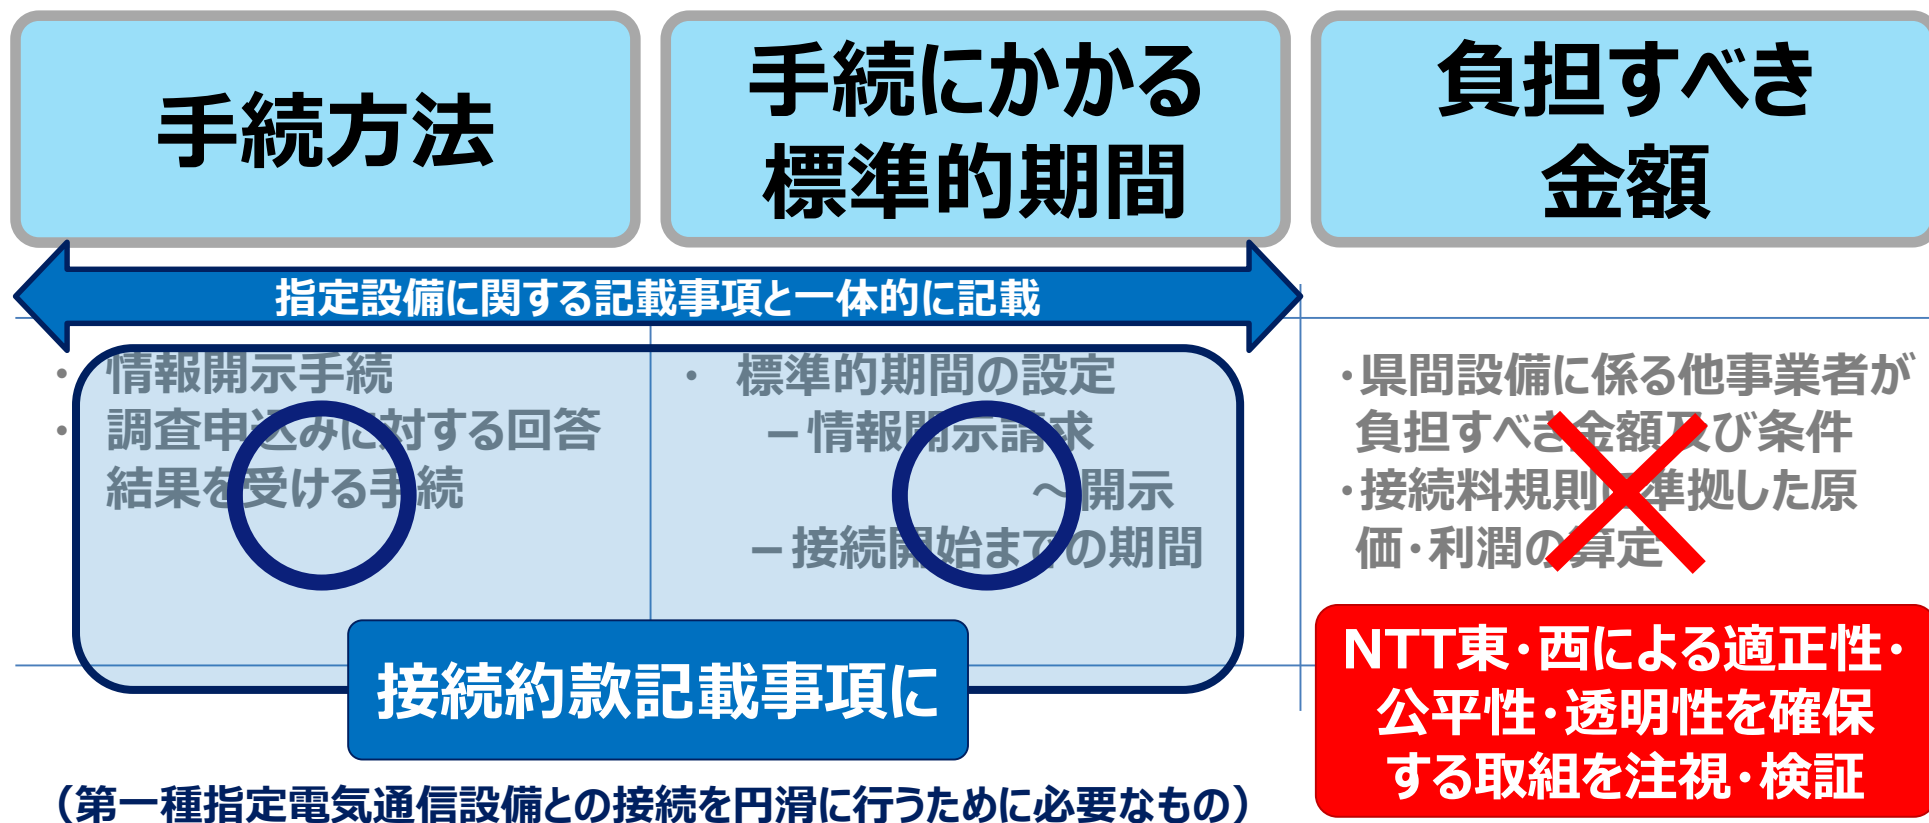 手続方法
手続にかかる
標準的期間
負担すべき
金額
指定設備に関する記載事項と一体的に記載
・ 情報開示手続
・ 調査申込みに対する回答
結果を受ける手続
・ 標準的期間の設定
－情報開示請求
～開示
－接続開始までの期間
・県間設備に係る他事業者が
負担すべき金額及び条件
・接続料規則に準拠した原
価・利潤の算定
接続約款記載事項に
（第一種指定電気通信設備との接続を円滑に行うために必要なもの）
NTT東・西による適正性・
公平性・透明性を確保
する取組を注視・検証